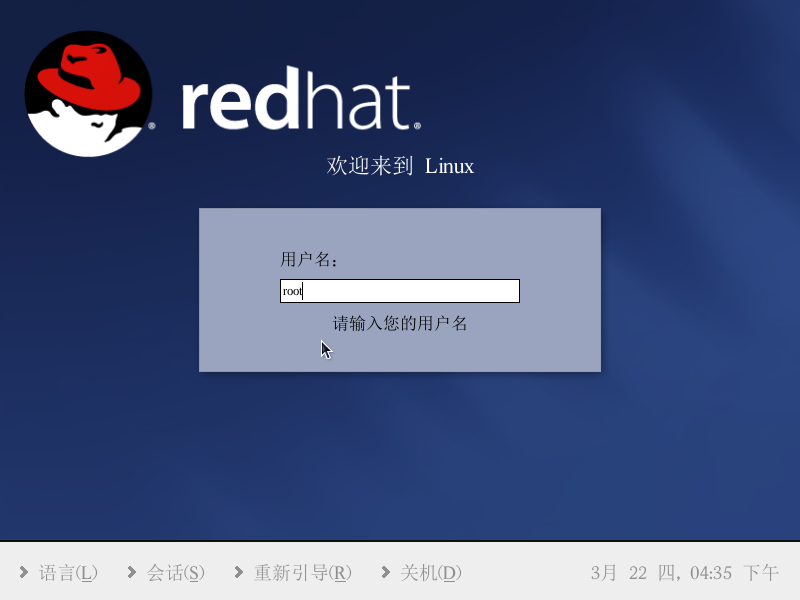 redhat.
欢迎来到 Linux
用户名:
root
请输入您的用户名
语言(L) 会话(S) 重新引导(R) 关机(D) 3月 22 四, 04:35 下午